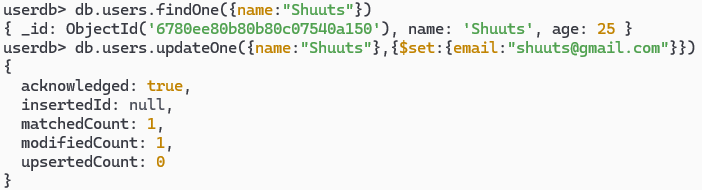 userdb> db.users.findOne({name:"Shuuts"})
{ _id: ObjectId('6780ee80b80b80c07540a150'), name: 'Shuuts', age: 25 }
userdb> db.users.updateOne({name:"Shuuts"},{$set:{email:"shuuts@gmail.com"}})
{
  acknowledged: true,
  insertedId: null,
  matchedCount: 1,
  modifiedCount: 1,
  upsertedCount: 0
}